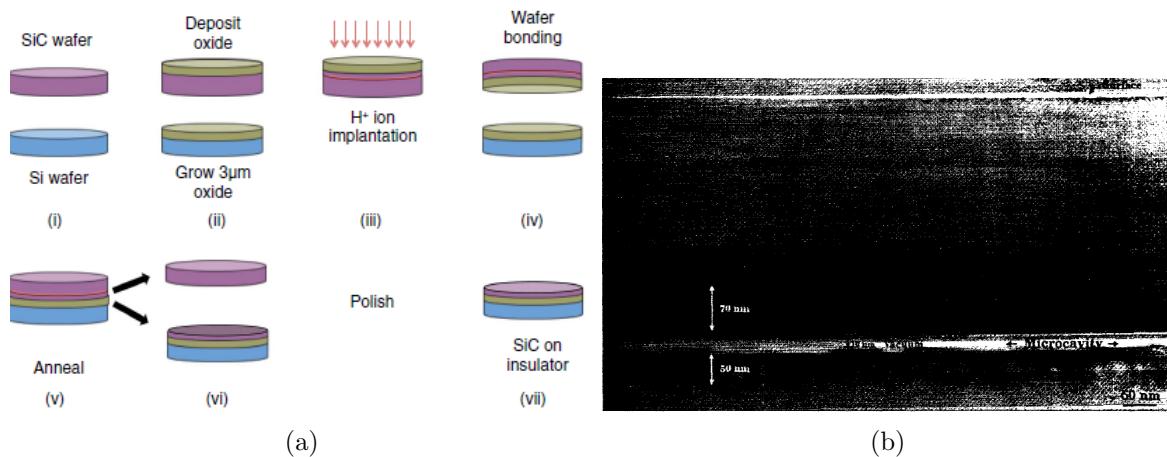 SiC wafer
Deposit
oxide
Wafer
bonding
H⁺ ion
implantation
Si wafer
Grow 3μm
oxide
(i)
(ii)
(iii)
(iv)
Anneal
Polish
SiC on
insulator
(v)
(vi)
(vii)
70 nm
← Microcavity →
50 nm
60 nm
(a)
(b)